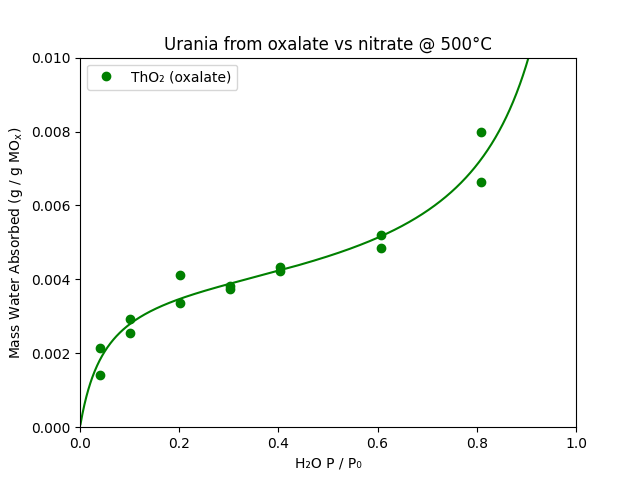 Urania from oxalate vs nitrate @ 500°C
ThO₂ (oxalate)
Mass Water Absorbed (g / g MOₓ)
0.010
0.008
0.006
0.004
0.002
0.000
0.0 0.2 0.4 0.6 0.8 1.0
H₂O P / P₀